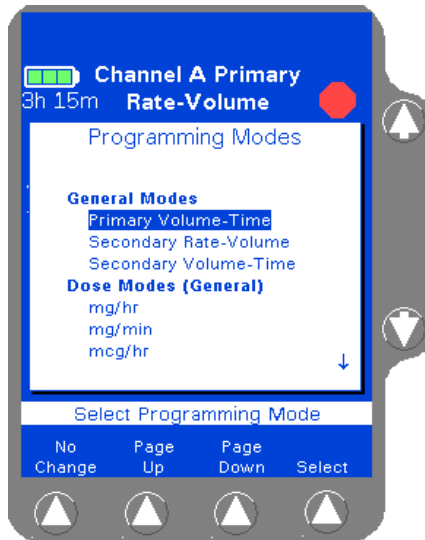 Channel A Primary
3h 15m Rate-Volume
Programming Modes
General Modes
Primary Volume-Time
Secondary Rate-Volume
Secondary Volume-Time
Dose Modes (General)
mg/hr
mg/min
mcg/hr
Select Programming Mode
No Change
Page Up
Page Down
Select